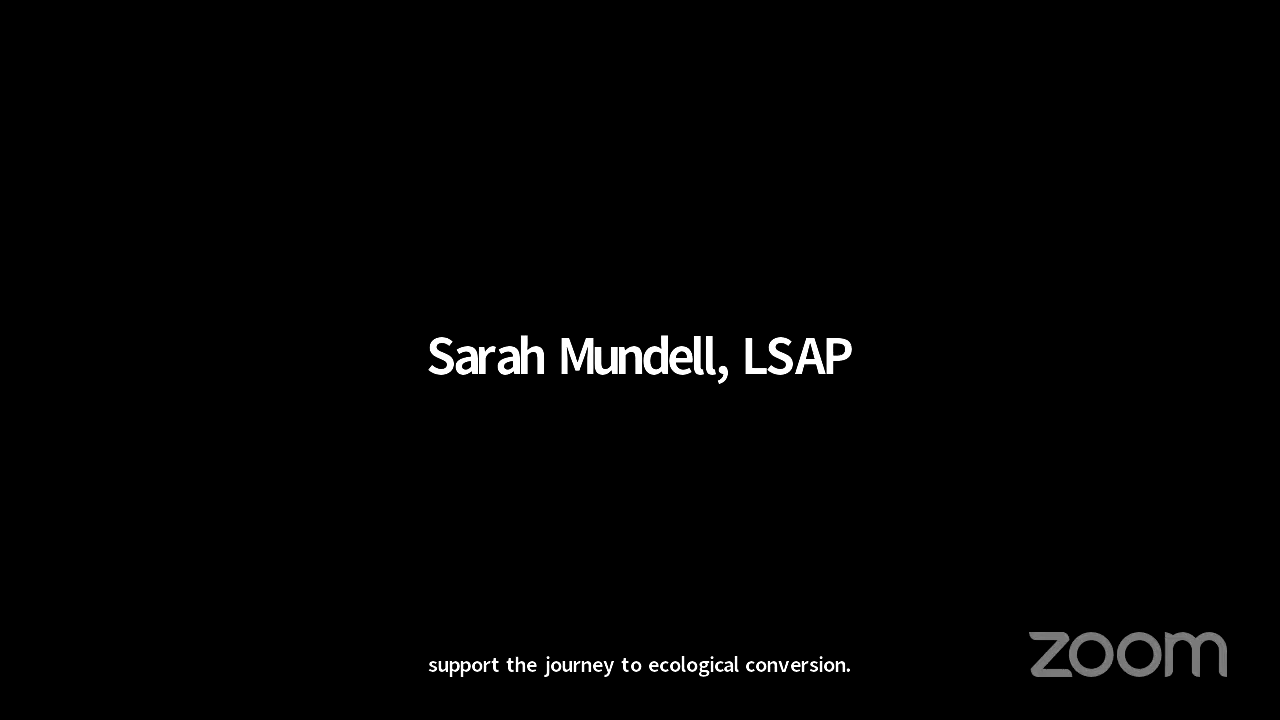 Sarah Mundell, LSAP
support the journey to ecological conversion.
zoom